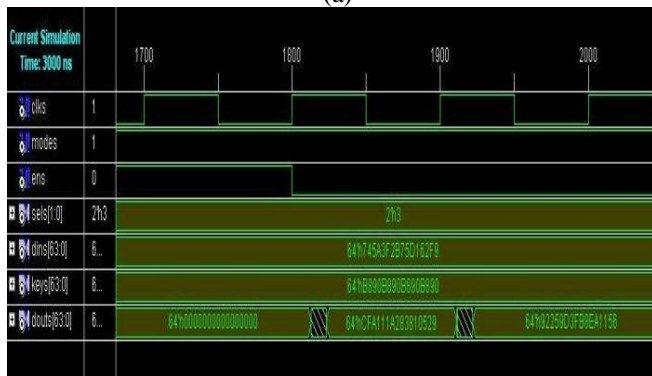 (a)
Current Simulation
Time: 3000 ns
1700 1800 1900 2000
clks 1
modes 1
ens 0
sels[1:0] 2'h3 2'h3
dins[63:0] 6... 64'h745A3F2B75D162F9
keys[63:0] 6... 64'hB890B890B890B890
douts[63:0] 6... 64'h0000000000000000 64'hCFA111A283810529 64'h92259D3FB8EA1156